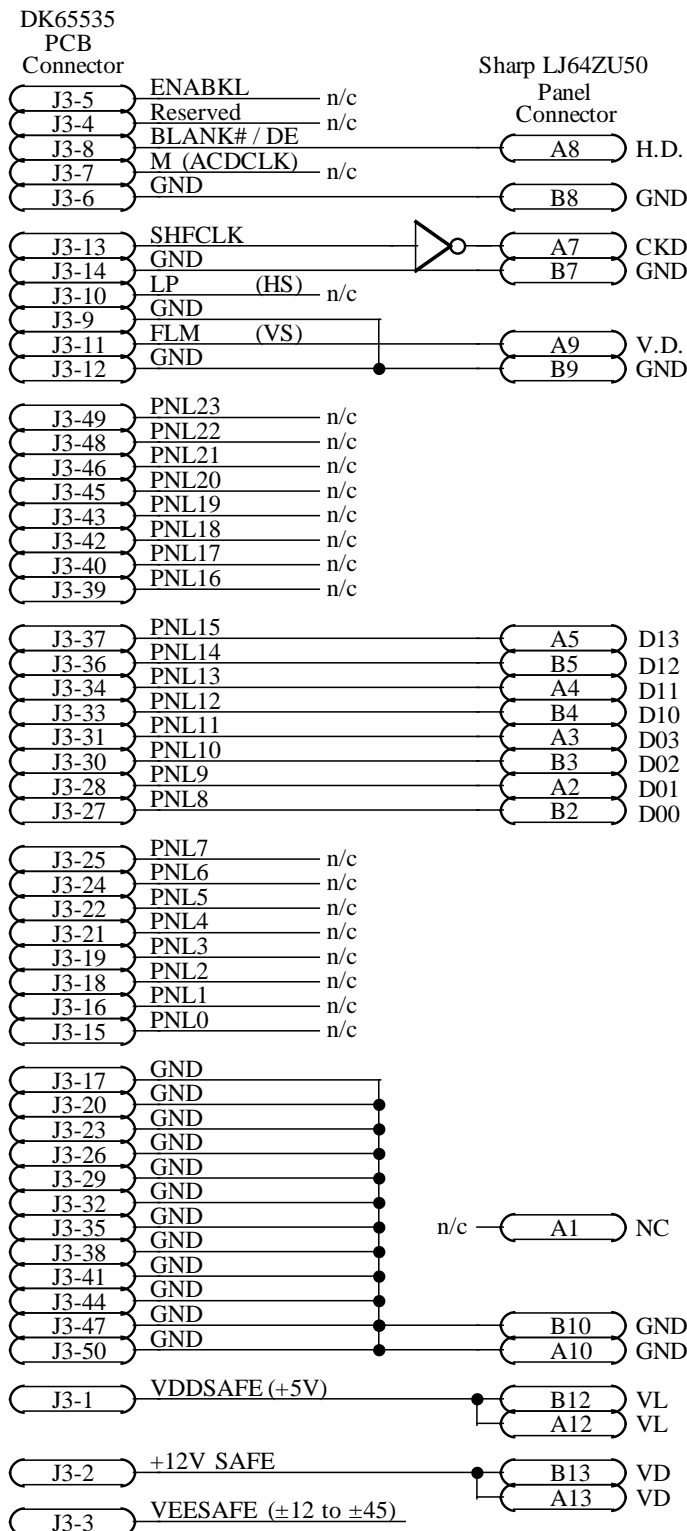 DK65535
PCB
Connector
Sharp LJ64ZU50
Panel
Connector
J3-5 ENABKL n/c
J3-4 Reserved n/c
J3-8 BLANK# / DE A8 H.D.
J3-7 M (ACDCLK) n/c
J3-6 GND B8 GND
J3-13 SHFCLK A7 CKD
J3-14 GND B7 GND
J3-10 LP (HS) n/c
J3-9 GND
J3-11 FLM (VS) A9 V.D.
J3-12 GND B9 GND
J3-49 PNL23 n/c
J3-48 PNL22 n/c
J3-46 PNL21 n/c
J3-45 PNL20 n/c
J3-43 PNL19 n/c
J3-42 PNL18 n/c
J3-40 PNL17 n/c
J3-39 PNL16 n/c
J3-37 PNL15 A5 D13
J3-36 PNL14 B5 D12
J3-34 PNL13 A4 D11
J3-33 PNL12 B4 D10
J3-31 PNL11 A3 D03
J3-30 PNL10 B3 D02
J3-28 PNL9 A2 D01
J3-27 PNL8 B2 D00
J3-25 PNL7 n/c
J3-24 PNL6 n/c
J3-22 PNL5 n/c
J3-21 PNL4 n/c
J3-19 PNL3 n/c
J3-18 PNL2 n/c
J3-16 PNL1 n/c
J3-15 PNL0 n/c
J3-17 GND
J3-20 GND
J3-23 GND
J3-26 GND
J3-29 GND
J3-32 GND
J3-35 GND n/c A1 NC
J3-38 GND
J3-41 GND
J3-44 GND
J3-47 GND B10 GND
J3-50 GND A10 GND
J3-1 VDDSAFE (+5V) B12 VL
A12 VL
J3-2 +12V SAFE B13 VD
A13 VD
J3-3 VEESAFE (±12 to ±45)